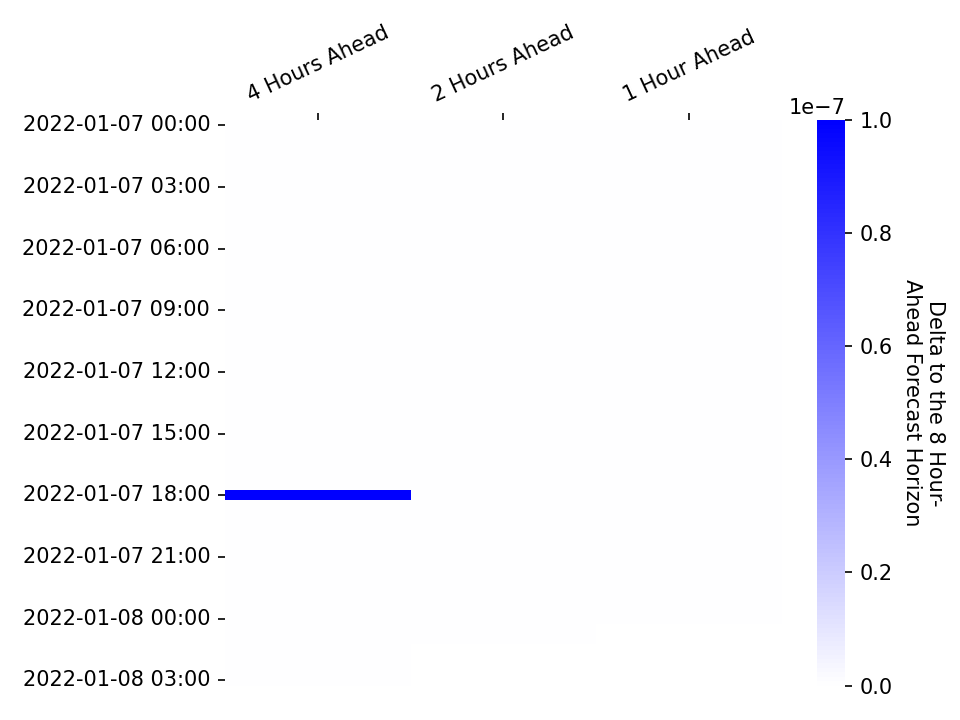 4 Hours Ahead
2 Hours Ahead
1 Hour Ahead
2022-01-07 00:00
2022-01-07 03:00
2022-01-07 06:00
2022-01-07 09:00
2022-01-07 12:00
2022-01-07 15:00
2022-01-07 18:00
2022-01-07 21:00
2022-01-08 00:00
2022-01-08 03:00
1e−7
1.0
0.8
0.6
0.4
0.2
0.0
Delta to the 8 Hour-
Ahead Forecast Horizon